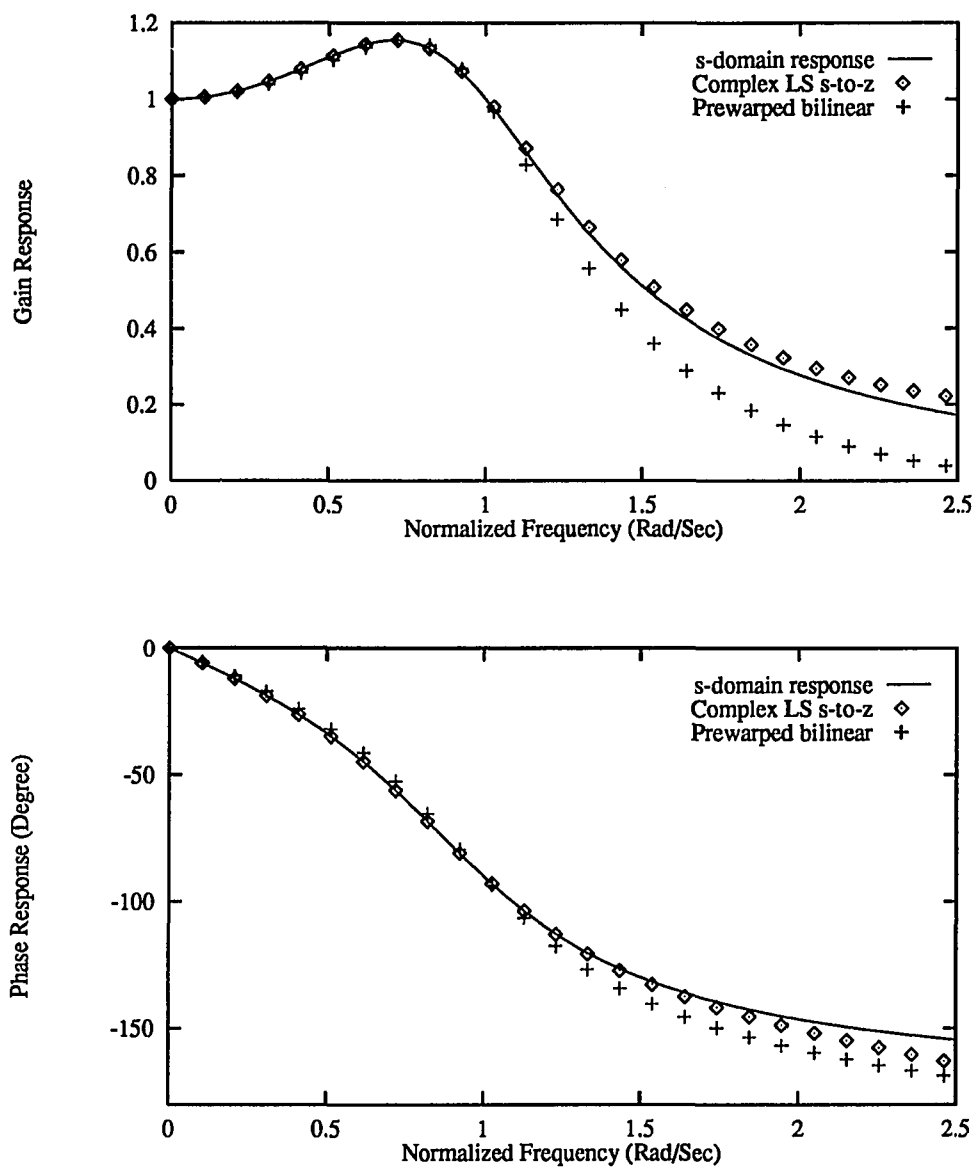 1.2
s-domain response
Complex LS s-to-z
Prewarped bilinear
1
0.8
Gain Response
0.6
0.4
0.2
0
0 0.5 1 1.5 2 2.5
Normalized Frequency (Rad/Sec)
0
s-domain response
Complex LS s-to-z
Prewarped bilinear
-50
Phase Response (Degree)
-100
-150
0 0.5 1 1.5 2 2.5
Normalized Frequency (Rad/Sec)